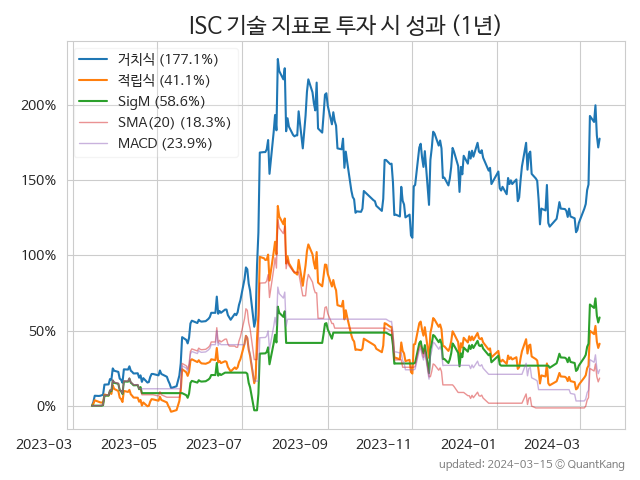 ISC 기술 지표로 투자 시 성과 (1년)
거치식 (177.1%)
적립식 (41.1%)
SigM (58.6%)
SMA(20) (18.3%)
MACD (23.9%)
200%
150%
100%
50%
0%
2023-03 2023-05 2023-07 2023-09 2023-11 2024-01 2024-03
updated: 2024-03-15 © QuantKang